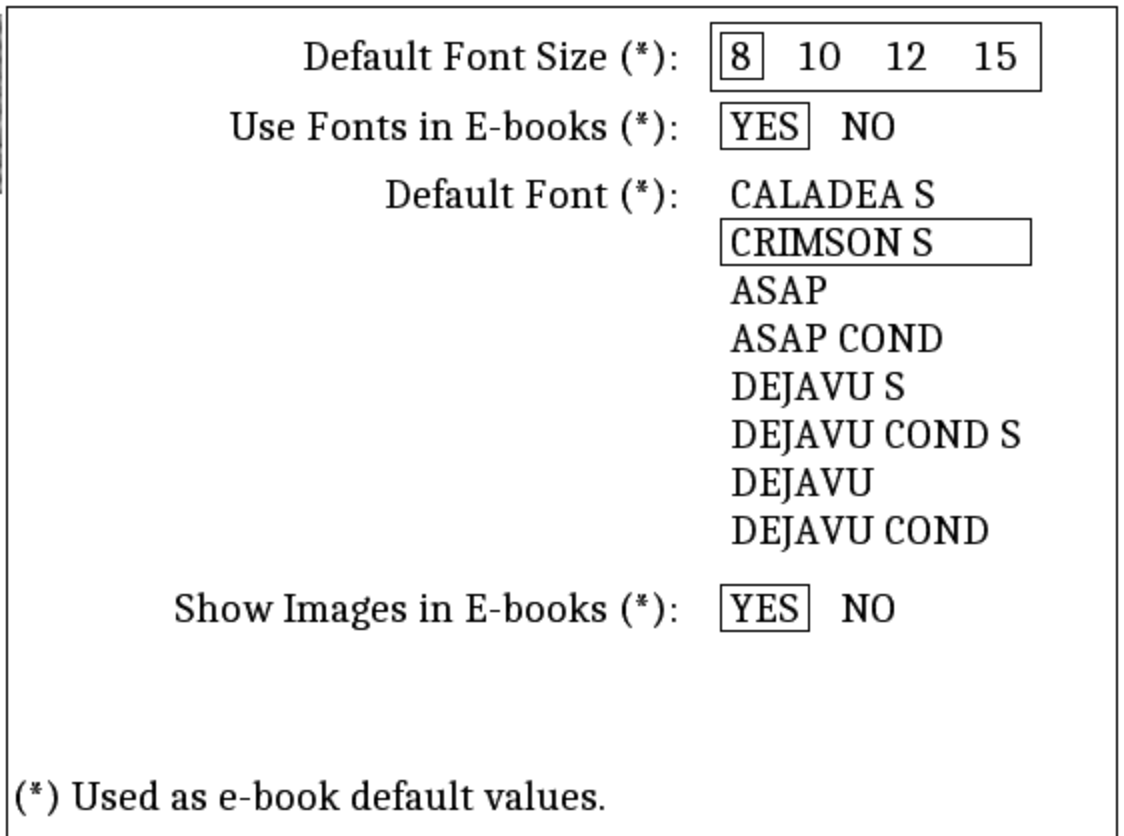 Default Font Size (*): 8 10 12 15
Use Fonts in E-books (*): YES NO
Default Font (*): CALADEA S
CRIMSON S
ASAP
ASAP COND
DEJAVU S
DEJAVU COND S
DEJAVU
DEJAVU COND
Show Images in E-books (*): YES NO
(*) Used as e-book default values.